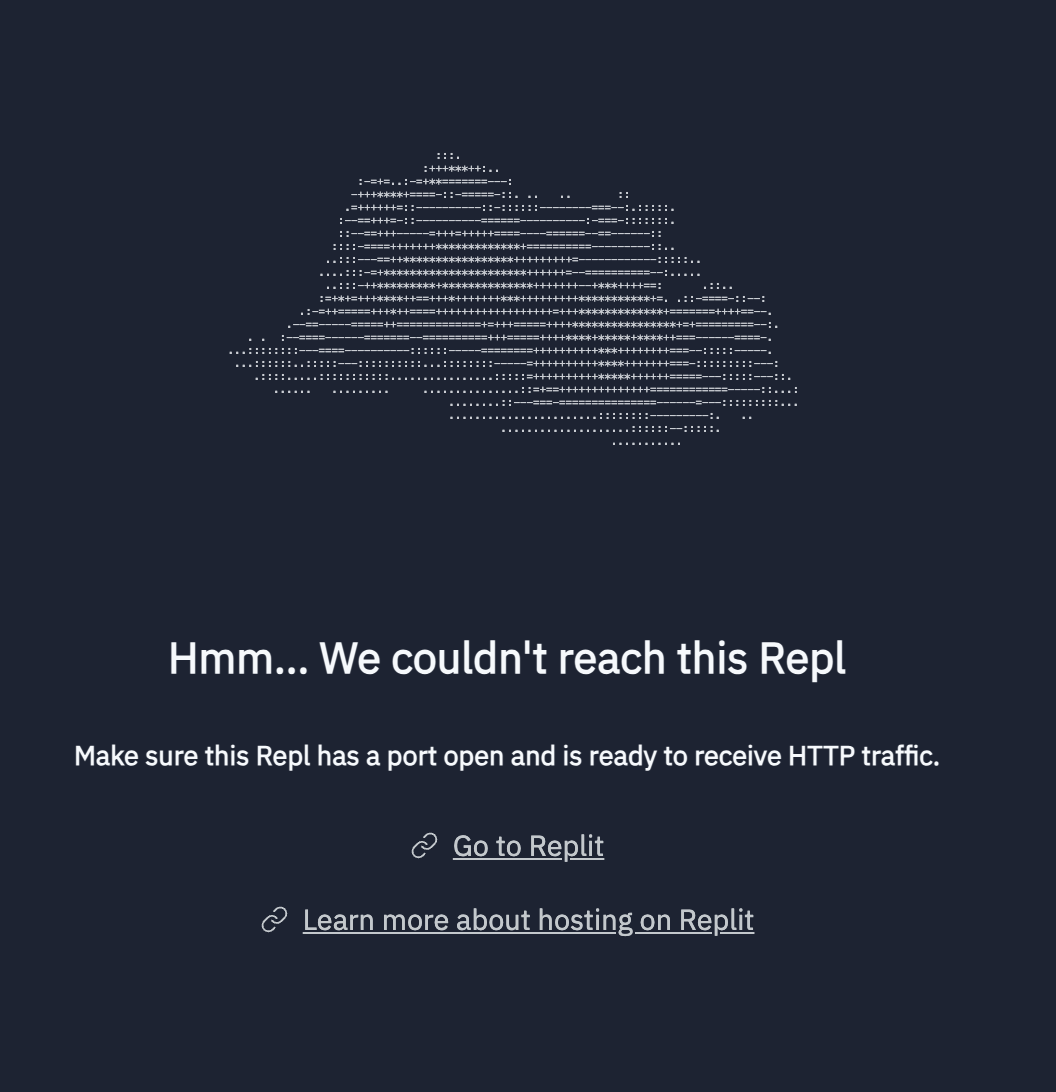 Hmm... We couldn't reach this Repl
Make sure this Repl has a port open and is ready to receive HTTP traffic.
Go to Replit
Learn more about hosting on Replit